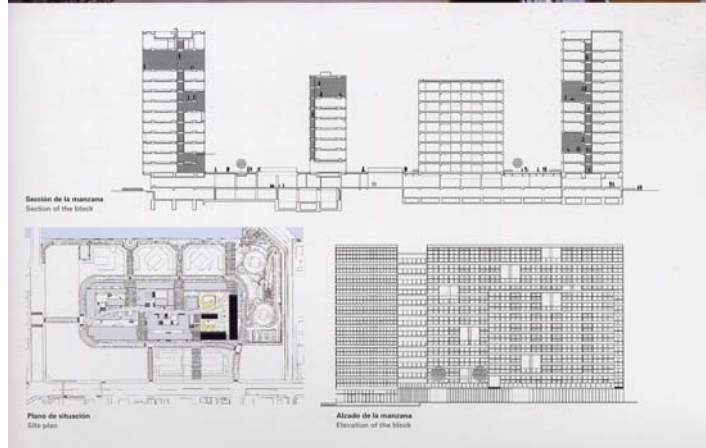 Sección de la manzana
Section of the block
Plano de situación
Site plan
Alzado de la manzana
Elevation of the block